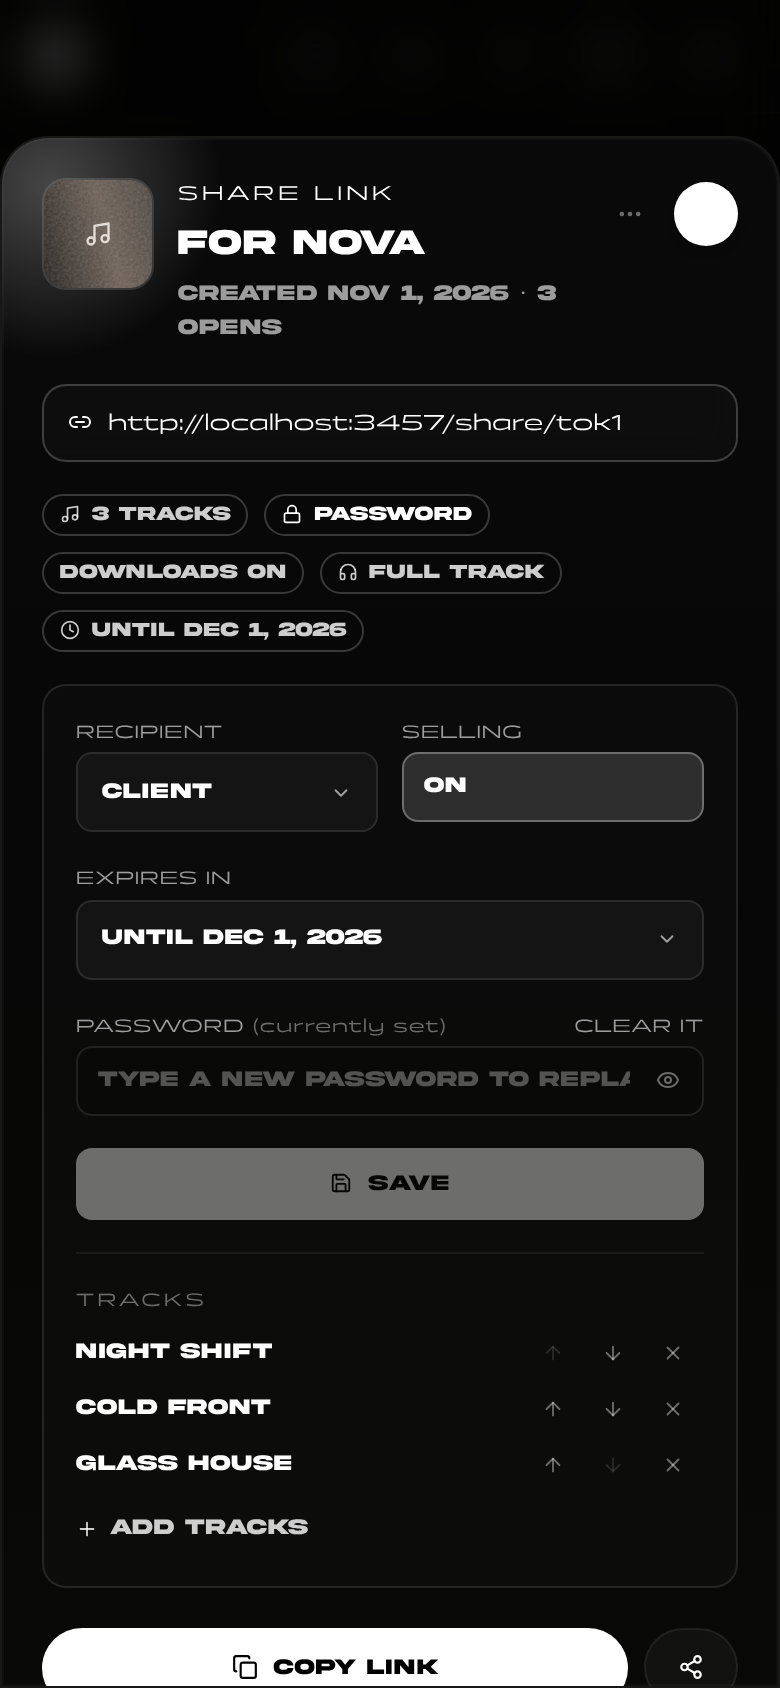 SHARE LINK
FOR NOVA
CREATED NOV 1, 2026 · 3
OPENS
http://localhost:3457/share/tok1
3 TRACKS
PASSWORD
DOWNLOADS ON
FULL TRACK
UNTIL DEC 1, 2026
RECIPIENT
SELLING
CLIENT
ON
EXPIRES IN
UNTIL DEC 1, 2026
PASSWORD (currently set)
CLEAR IT
TYPE A NEW PASSWORD TO REPLA
SAVE
TRACKS
NIGHT SHIFT
COLD FRONT
GLASS HOUSE
ADD TRACKS
COPY LINK